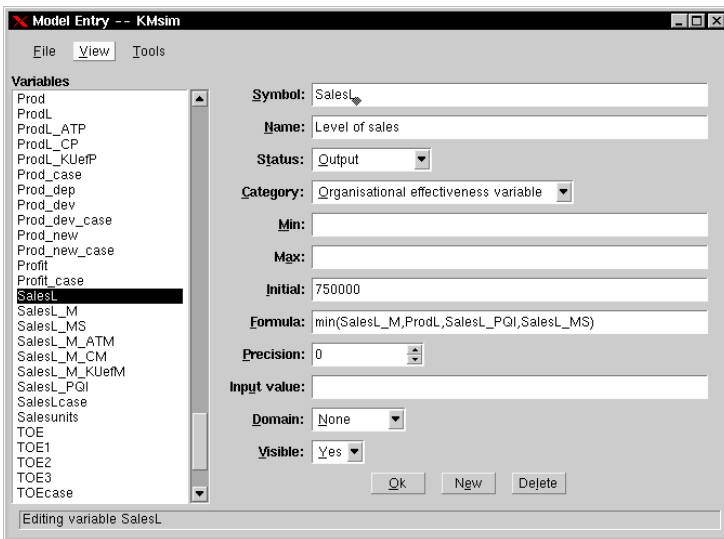 Model Entry -- KMsim
File View Tools
Variables
Prod
ProdL
ProdL_ATP
ProdL_CP
ProdL_KUefP
Prod_case
Prod_dep
Prod_dev
Prod_dev_case
Prod_new
Prod_new_case
Profit
Profit_case
SalesL
SalesL_M
SalesL_MS
SalesL_M_ATM
SalesL_M_CM
SalesL_M_KUefM
SalesL_PQI
SalesLcase
Salesunits
TOE
TOE1
TOE2
TOE3
TOEcase
Symbol: SalesL
Name: Level of sales
Status: Output
Category: Organisational effectiveness variable
Min:
Max:
Initial: 750000
Formula: min(SalesL_M,ProdL,SalesL_PQI,SalesL_MS)
Precision: 0
Input value:
Domain: None
Visible: Yes
Ok New Delete
Editing variable SalesL